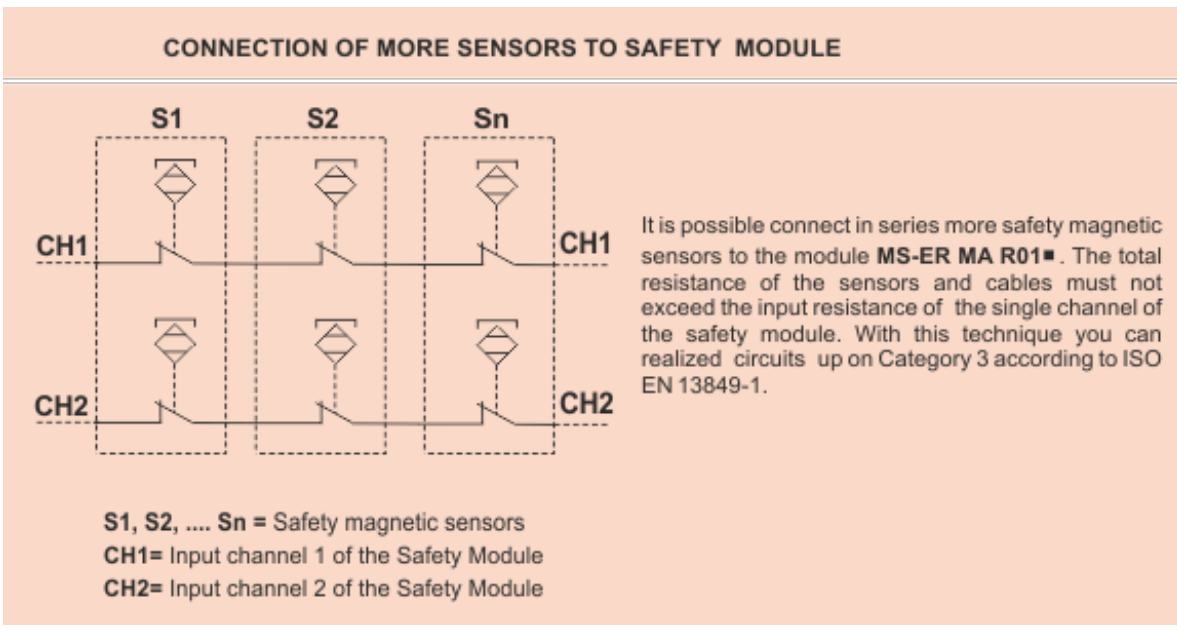 CONNECTION OF MORE SENSORS TO SAFETY MODULE
S1 S2 Sn
CH1 CH1
CH2 CH2
It is possible connect in series more safety magnetic
sensors to the module MS-ER MA R01■. The total
resistance of the sensors and cables must not
exceed the input resistance of the single channel of
the safety module. With this technique you can
realized circuits up on Category 3 according to ISO
EN 13849-1.
S1, S2, .... Sn = Safety magnetic sensors
CH1= Input channel 1 of the Safety Module
CH2= Input channel 2 of the Safety Module